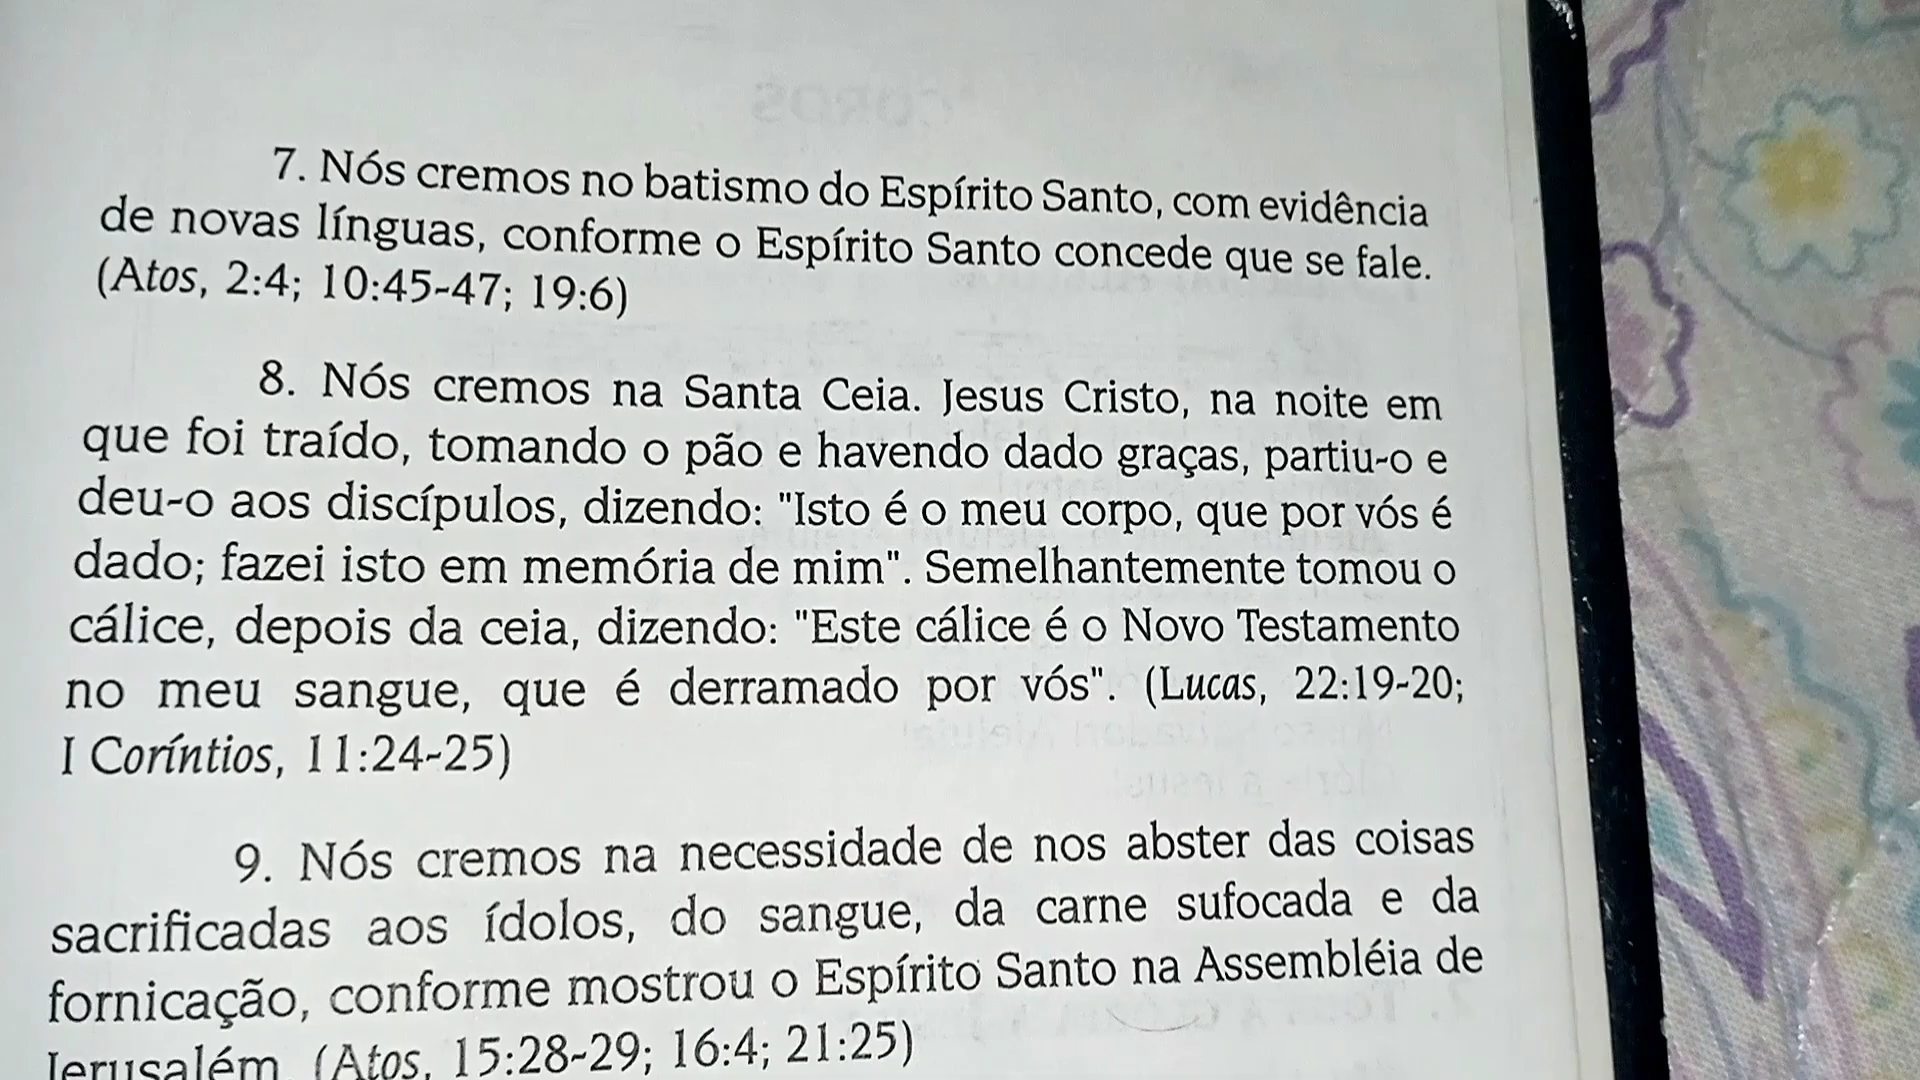 7. Nós cremos no batismo do Espírito Santo, com evidência
de novas línguas, conforme o Espírito Santo concede que se fale.
(Atos, 2:4; 10:45-47; 19:6)
8. Nós cremos na Santa Ceia. Jesus Cristo, na noite em
que foi traído, tomando o pão e havendo dado graças, partiu-o e
deu-o aos discípulos, dizendo: "Isto é o meu corpo, que por vós é
dado; fazei isto em memória de mim". Semelhantemente tomou o
cálice, depois da ceia, dizendo: "Este cálice é o Novo Testamento
no meu sangue, que é derramado por vós". (Lucas, 22:19-20;
I Coríntios, 11:24-25)
9. Nós cremos na necessidade de nos abster das coisas
sacrificadas aos ídolos, do sangue, da carne sufocada e da
fornicação, conforme mostrou o Espírito Santo na Assembléia de
Jerusalém. (Atos, 15:28-29; 16:4; 21:25)